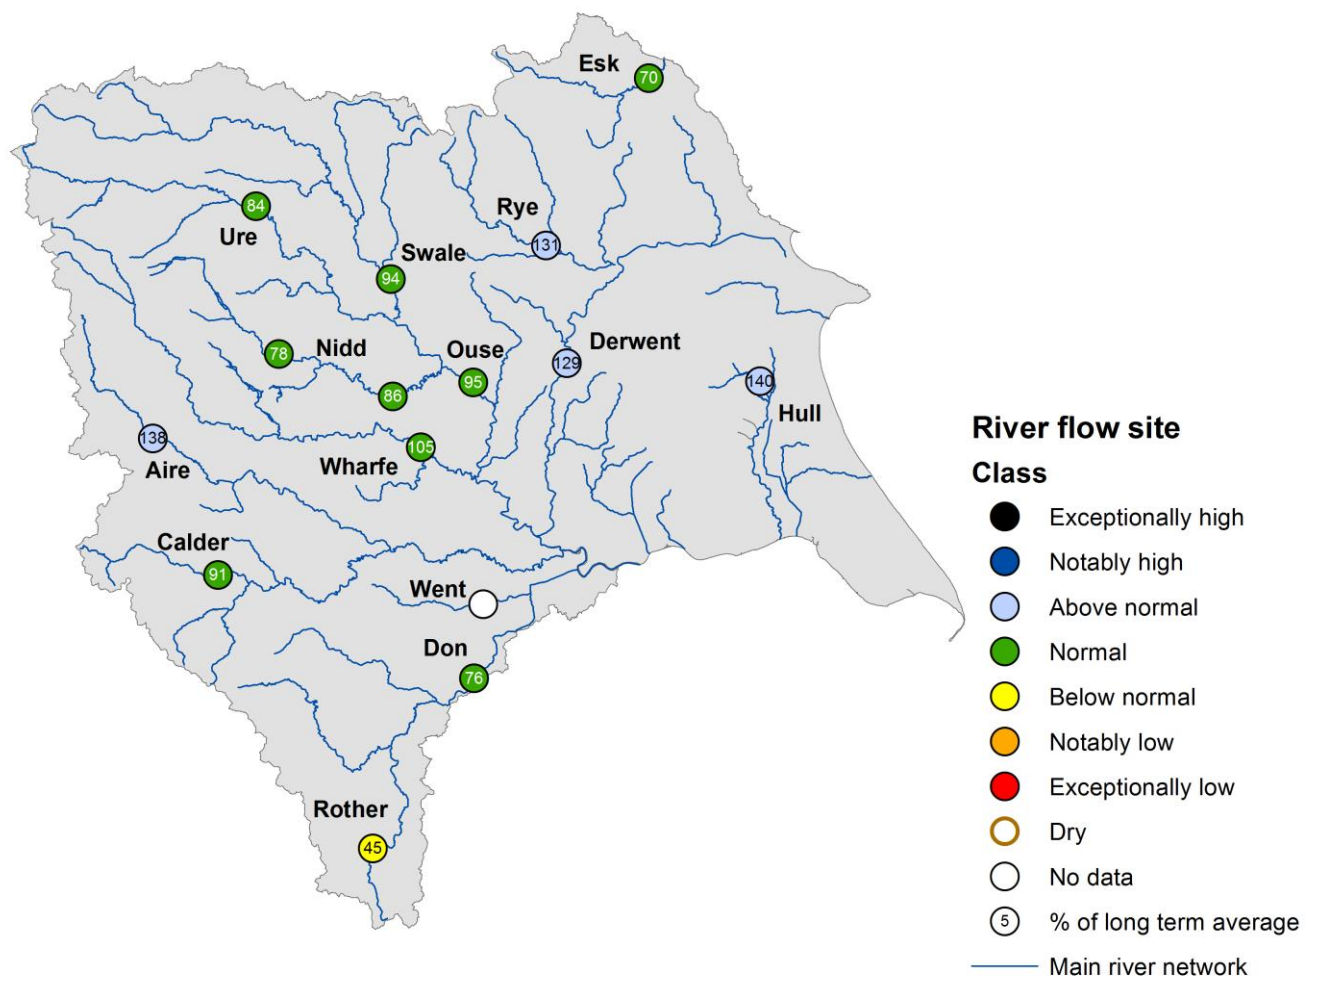 Esk
70
84
Ure
Rye
131
Swale
94
Derwent
129
Nidd
78
Ouse
95
86
140
Hull
138
Aire
105
Wharfe
Calder
91
Went
Don
76
Rother
45
River flow site
Class
Exceptionally high
Notably high
Above normal
Normal
Below normal
Notably low
Exceptionally low
Dry
No data
5 % of long term average
Main river network